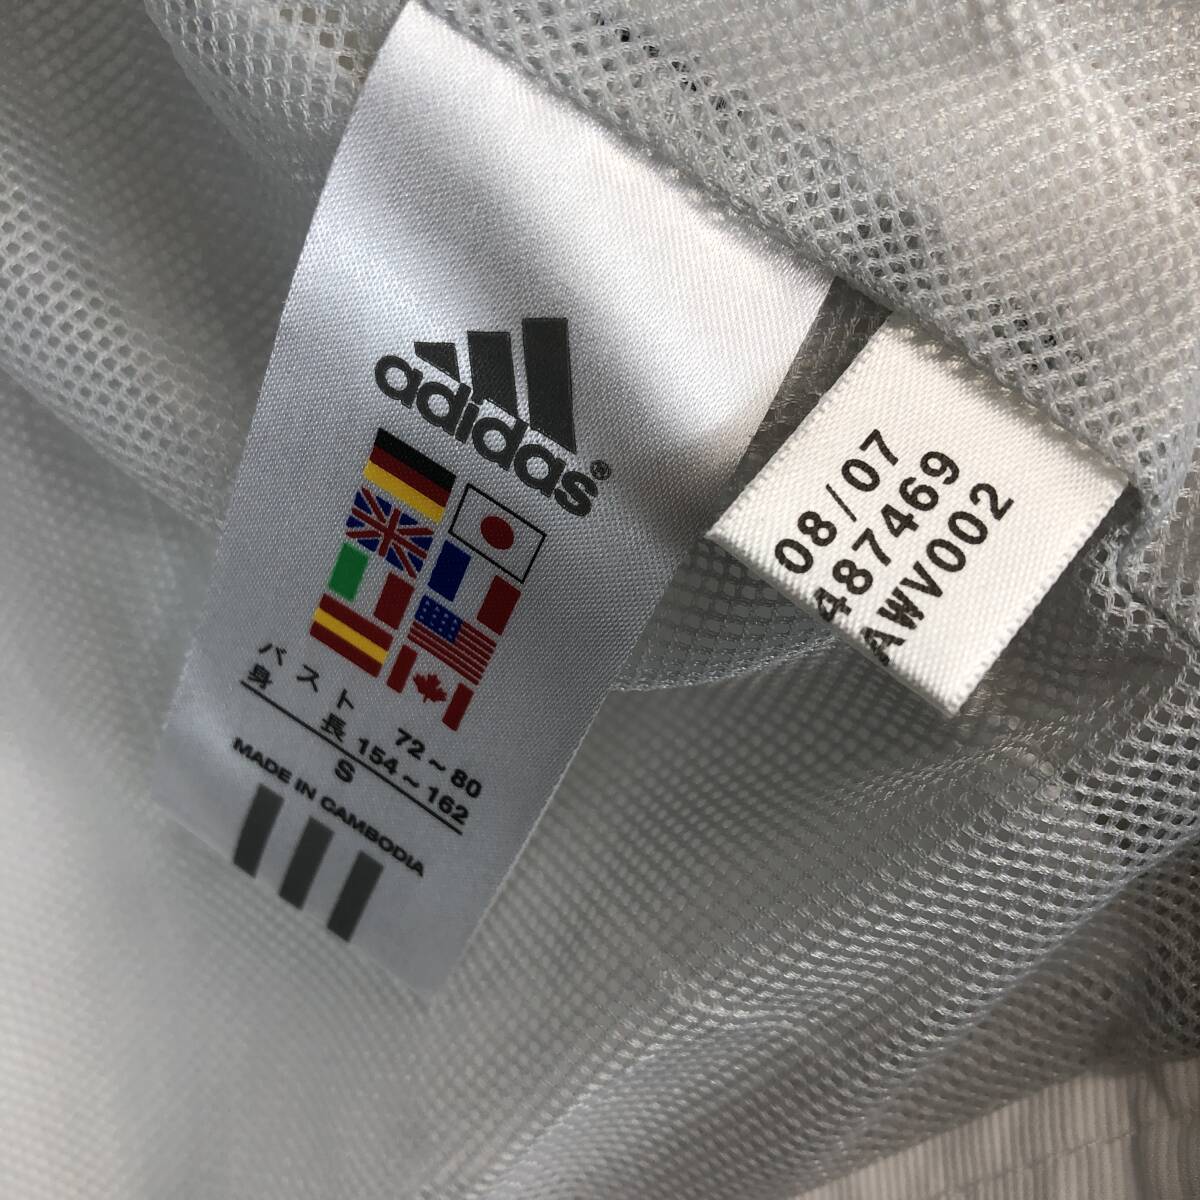 adidas®
バスト 72~80
身長 154~162
S
MADE IN CAMBODIA
08/07
487469
AWV002